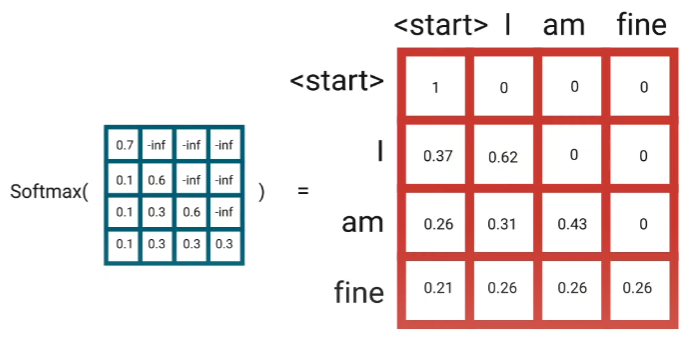 <start> I am fine
<start> 1 0 0 0
0.7 -inf -inf -inf
I 0.37 0.62 0 0
0.1 0.6 -inf -inf
Softmax( ) =
0.1 0.3 0.6 -inf
am 0.26 0.31 0.43 0
0.1 0.3 0.3 0.3
fine 0.21 0.26 0.26 0.26